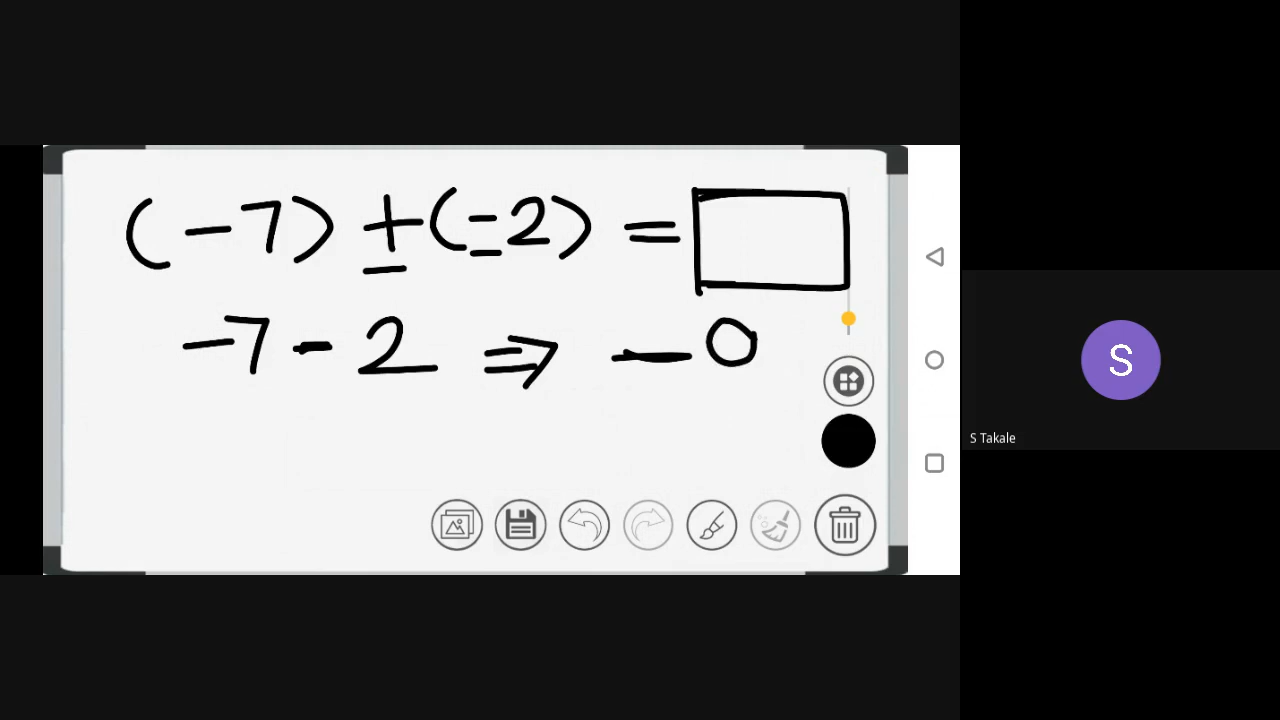 (-7) + (-2) =
-7 - 2 ⇒ - 0
S
S Takale